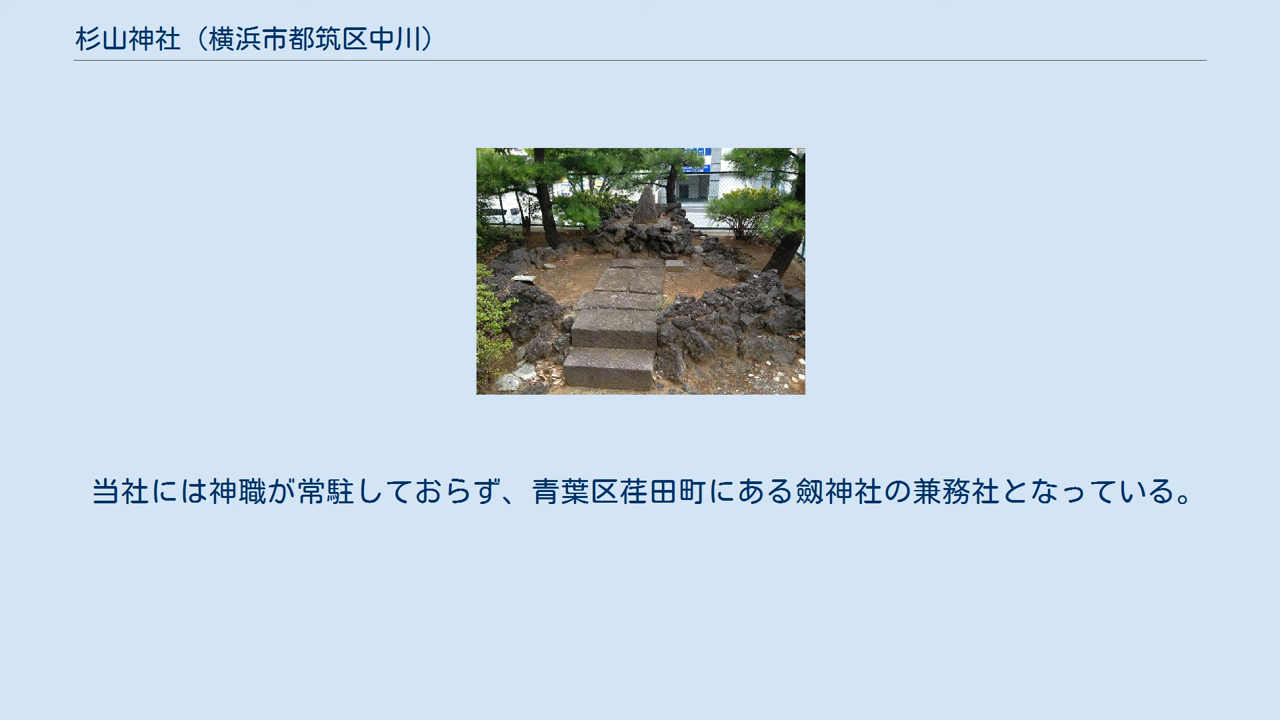 杉山神社（横浜市都筑区中川）
当社には神職が常駐しておらず、青葉区荏田町にある剱神社の兼務社となっている。